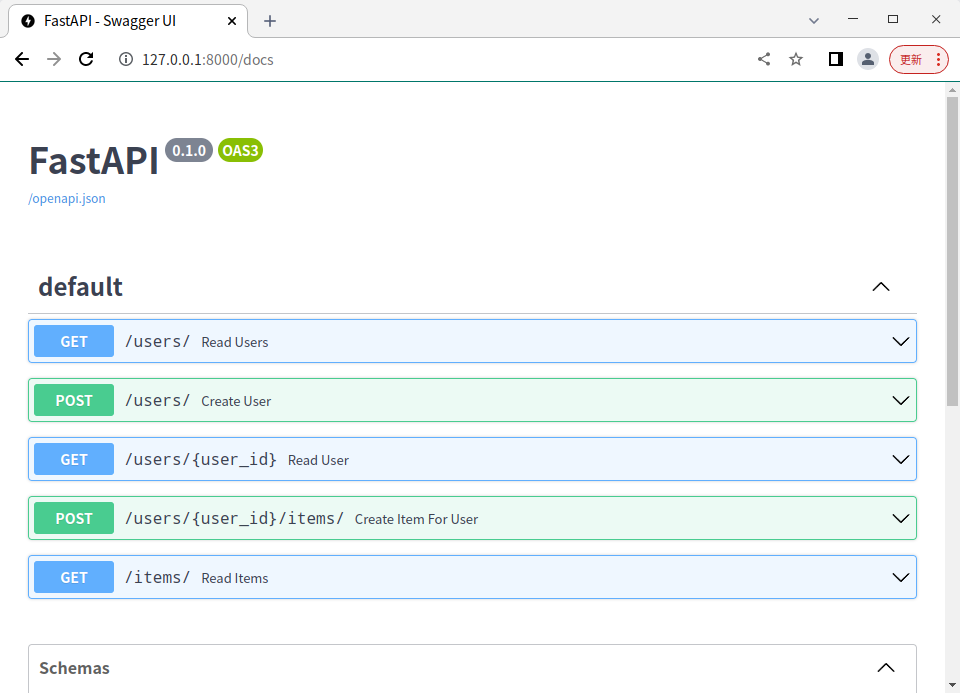 FastAPI - Swagger UI
127.0.0.1:8000/docs
更新
FastAPI 0.1.0 OAS3
/openapi.json
default
GET /users/ Read Users
POST /users/ Create User
GET /users/{user_id} Read User
POST /users/{user_id}/items/ Create Item For User
GET /items/ Read Items
Schemas